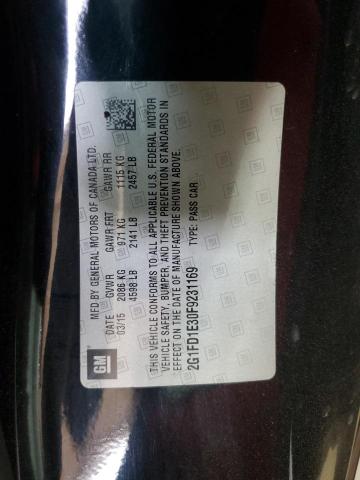 GM
MFD BY GENERAL MOTORS OF CANADA LTD.
DATE GVWR GAWR FRT GAWR RR
03/15 2086 KG 971 KG 1115 KG
4598 LB 2141 LB 2457 LB
THIS VEHICLE CONFORMS TO ALL APPLICABLE U.S. FEDERAL MOTOR
VEHICLE SAFETY, BUMPER, AND THEFT PREVENTION STANDARDS IN
EFFECT ON THE DATE OF MANUFACTURE SHOWN ABOVE.
2G1FD1E30F9231169 TYPE: PASS CAR